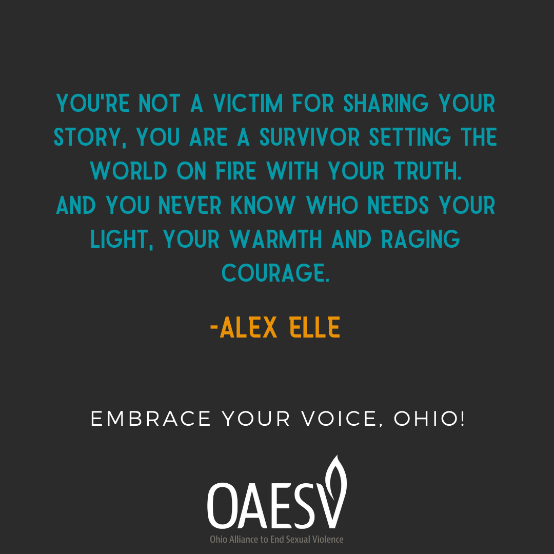 YOU'RE NOT A VICTIM FOR SHARING YOUR
STORY, YOU ARE A SURVIVOR SETTING THE
WORLD ON FIRE WITH YOUR TRUTH.
AND YOU NEVER KNOW WHO NEEDS YOUR
LIGHT, YOUR WARMTH AND RAGING
COURAGE.
-ALEX ELLE
EMBRACE YOUR VOICE, OHIO!
OAESV
Ohio Alliance to End Sexual Violence